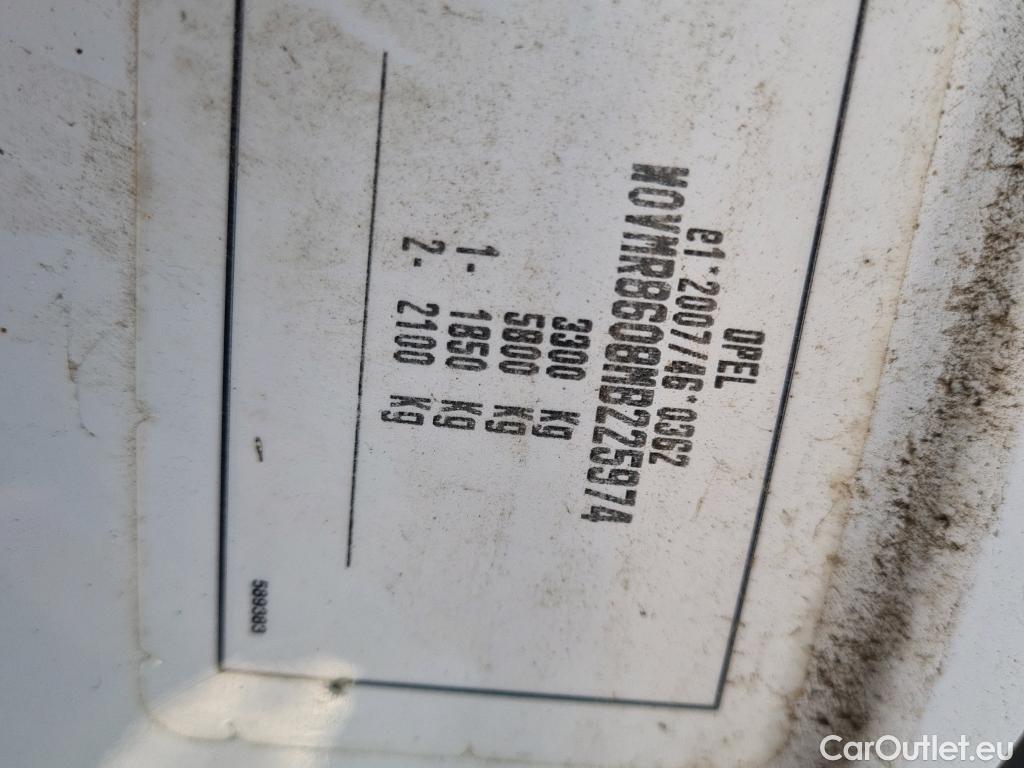 OPEL
e1*2007/46*0362
W0VMR8608MB225974
3300 Kg
5800 Kg
1- 1850 Kg
2- 2100 Kg
589383
CarOutlet.eu